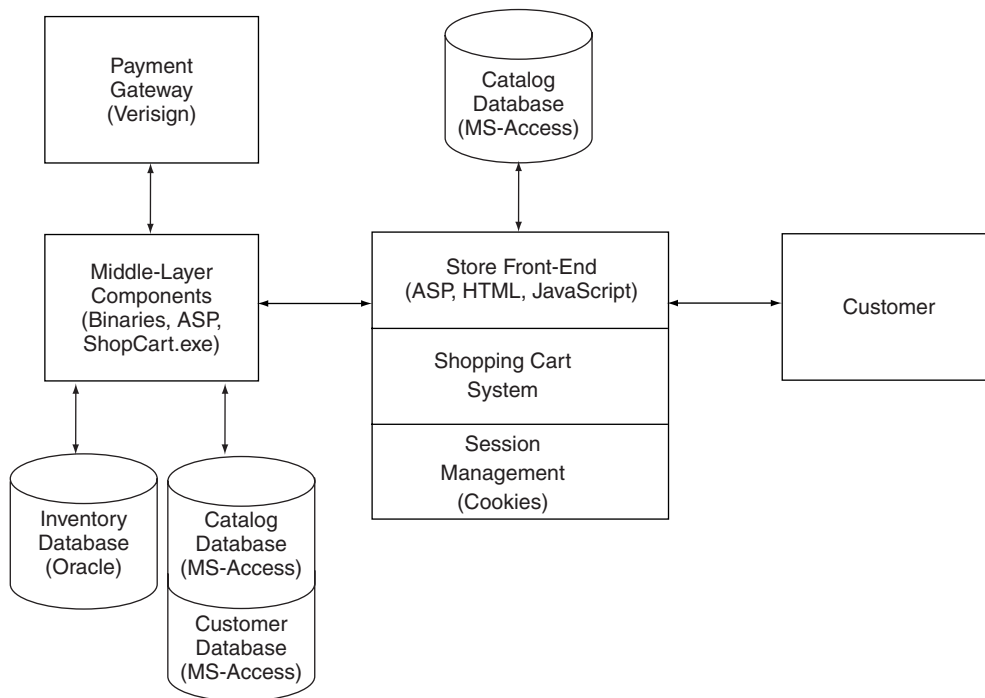 Payment
Gateway
(Verisign)
Catalog
Database
(MS-Access)
Middle-Layer
Components
(Binaries, ASP,
ShopCart.exe)
Store Front-End
(ASP, HTML, JavaScript)
Customer
Shopping Cart
System
Session
Management
(Cookies)
Inventory
Database
(Oracle)
Catalog
Database
(MS-Access)
Customer
Database
(MS-Access)